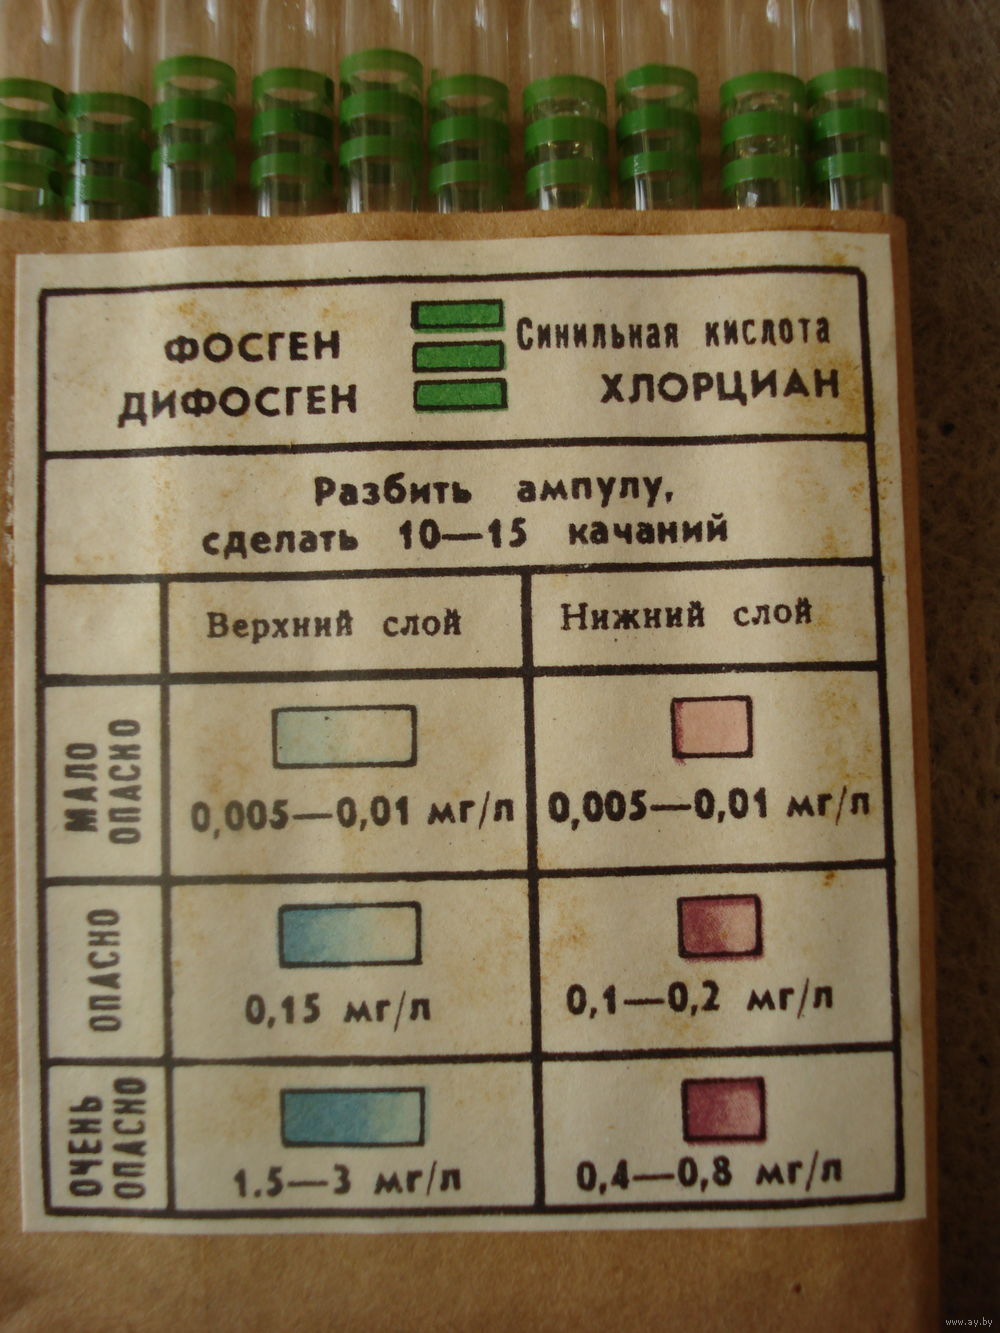 ФОСГЕН
ДИФОСГЕН
Синильная кислота
ХЛОРЦИАН
Разбить ампулу,
сделать 10—15 качаний
Верхний слой
Нижний слой
МАЛО
ОПАСНО
0,005—0,01 мг/л
0,005—0,01 мг/л
ОПАСНО
0,15 мг/л
0,1—0,2 мг/л
ОЧЕНЬ
ОПАСНО
1.5—3 мг/л
0,4—0,8 мг/л
www.ay.by